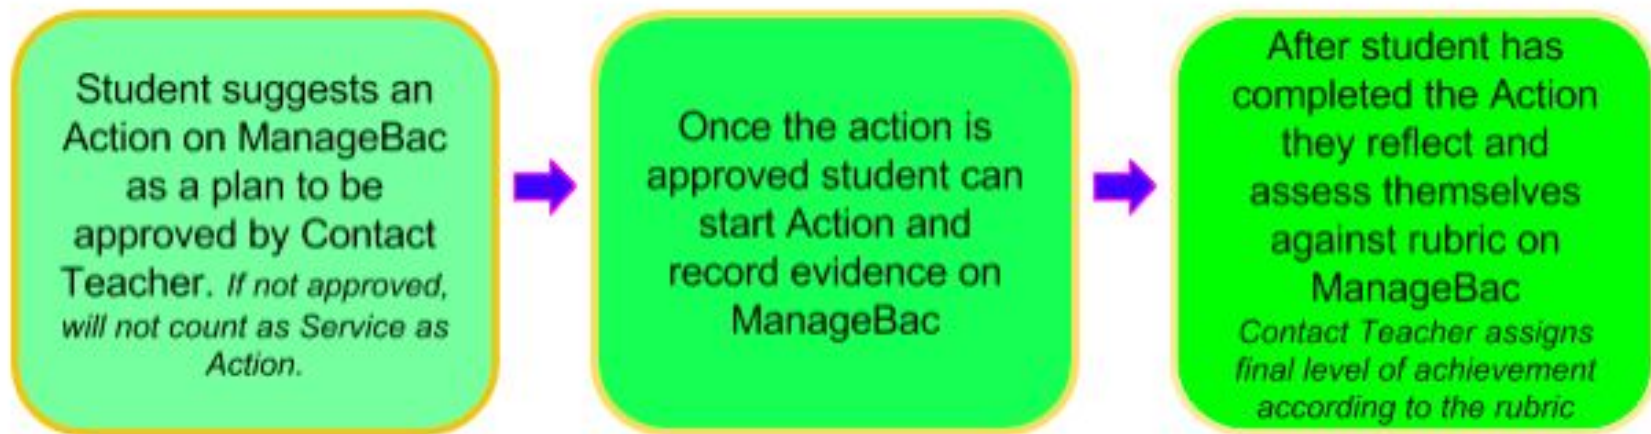 Student suggests an
Action on ManageBac
as a plan to be
approved by Contact
Teacher. If not approved,
will not count as Service as
Action.
Once the action is
approved student can
start Action and
record evidence on
ManageBac
After student has
completed the Action
they reflect and
assess themselves
against rubric on
ManageBac
Contact Teacher assigns
final level of achievement
according to the rubric